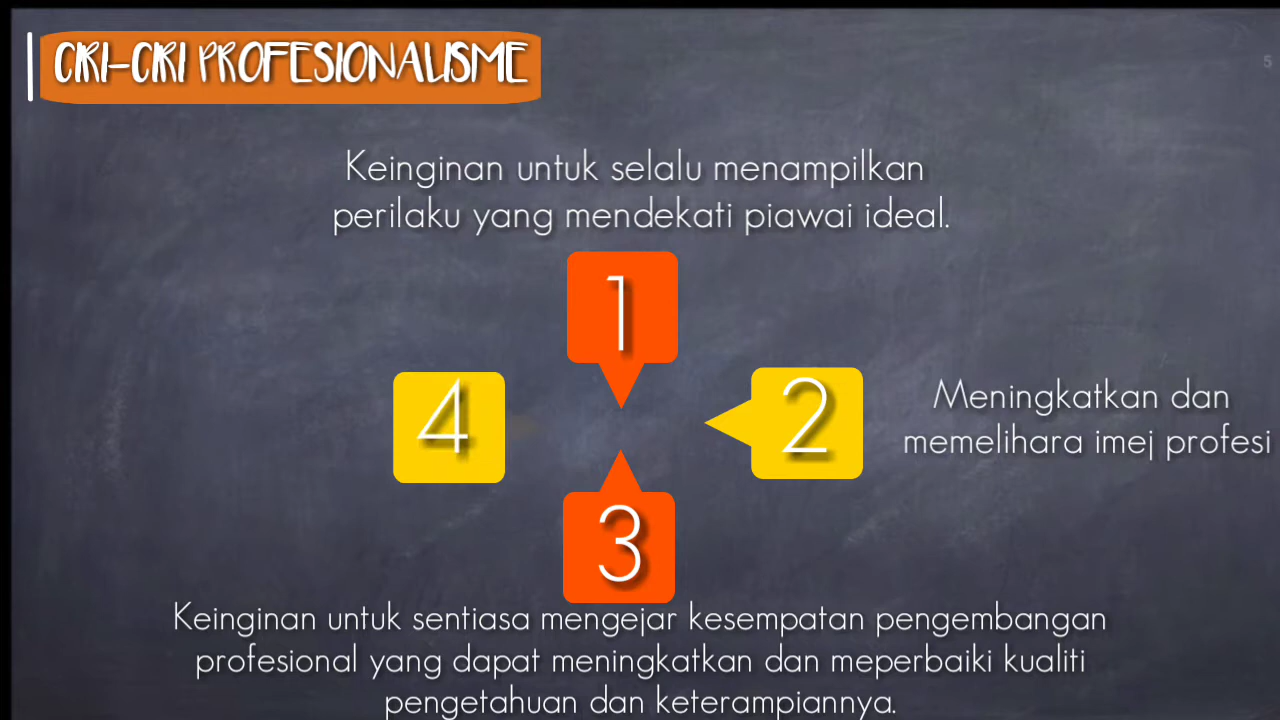 CIRI-CIRI PROFESIONALISME
5
Keinginan untuk selalu menampilkan
perilaku yang mendekati piawai ideal.
1
4
2
Meningkatkan dan
memelihara imej profesi
3
Keinginan untuk sentiasa mengejar kesempatan pengembangan
profesional yang dapat meningkatkan dan meperbaiki kualiti
pengetahuan dan keterampiannya.